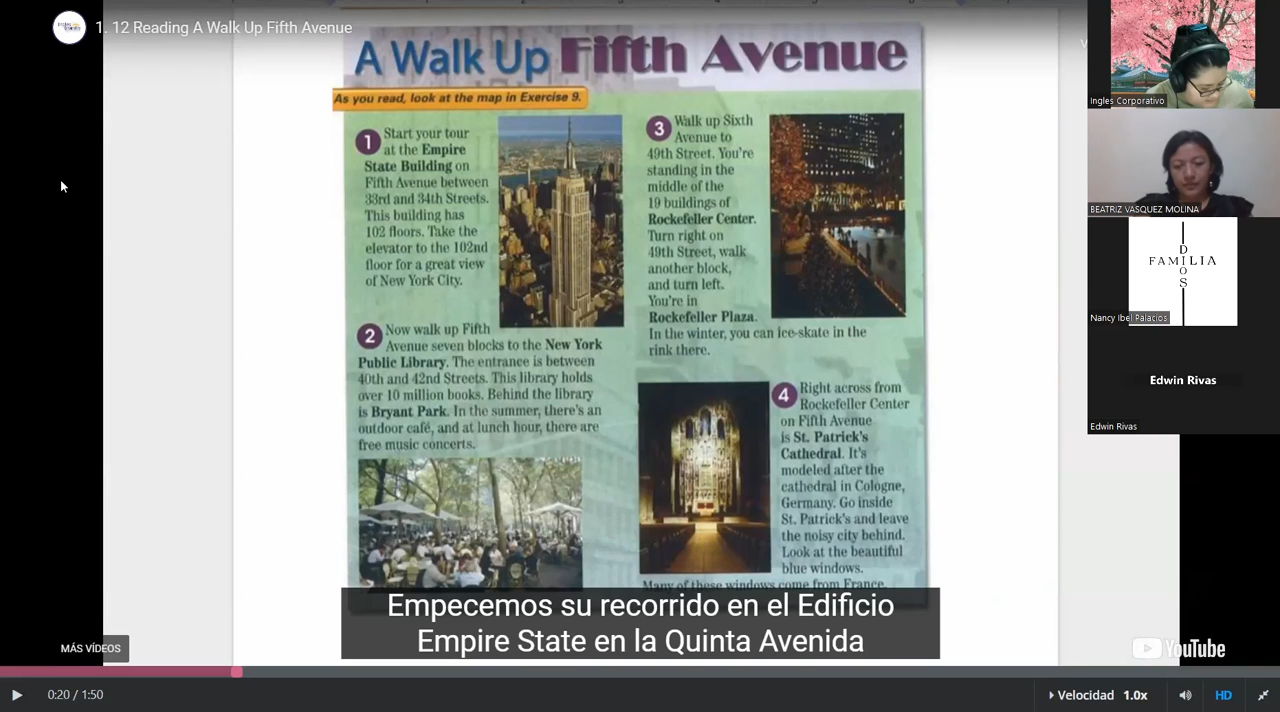 1. 12 Reading A Walk Up Fifth Avenue
A Walk Up Fifth Avenue
As you read, look at the map in Exercise 9.
1 Start your tour
at the Empire
State Building on
Fifth Avenue between
33rd and 34th Streets.
This building has
102 floors. Take the
elevator to the 102nd
floor for a great view
of New York City.
2 Now walk up Fifth
Avenue seven blocks to the New York
Public Library. The entrance is between
40th and 42nd Streets. This library holds
over 10 million books. Behind the library
is Bryant Park. In the summer, there's an
outdoor café, and at lunch hour, there are
free music concerts.
3 Walk up Sixth
Avenue to
49th Street. You're
standing in the
middle of the
19 buildings of
Rockefeller Center.
Turn right on
49th Street, walk
another block,
and turn left.
You're in
Rockefeller Plaza.
In the winter, you can ice-skate in the
rink there.
4 Right across from
Rockefeller Center
on Fifth Avenue
is St. Patrick's
Cathedral. It's
modeled after the
cathedral in Cologne,
Germany. Go inside
St. Patrick's and leave
the noisy city behind.
Look at the beautiful
blue windows.
Many of these windows come from France.
Empecemos su recorrido en el Edificio
Empire State en la Quinta Avenida
MÁS VÍDEOS
YouTube
0:20 / 1:50
Velocidad 1.0x
HD
Ingles Corporativo
BEATRIZ VASQUEZ MOLINA
FAMILIA
DIOS
Nancy Ibel Palacios
Edwin Rivas
Edwin Rivas